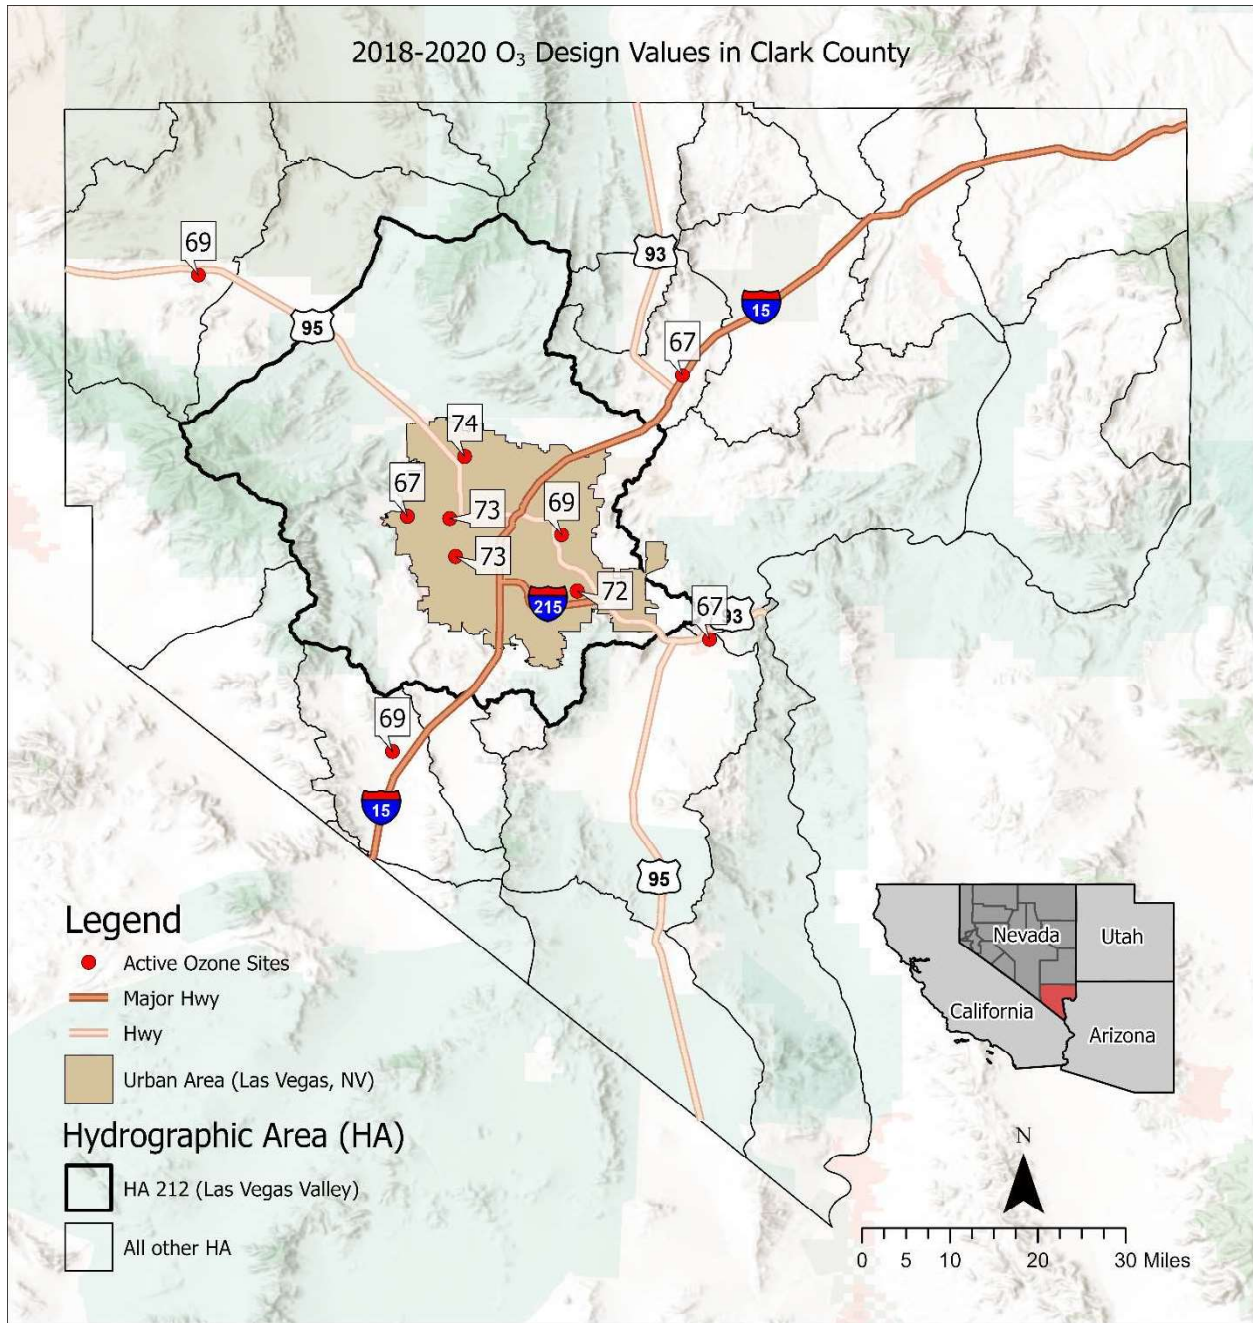 2018-2020 O₃ Design Values in Clark County
69
93
15
95
67
74
67
73
69
73
72
215
67
93
69
15
95
Legend
Active Ozone Sites
Major Hwy
Hwy
Urban Area (Las Vegas, NV)
Hydrographic Area (HA)
HA 212 (Las Vegas Valley)
All other HA
Nevada
Utah
California
Arizona
N
0 5 10 20 30 Miles